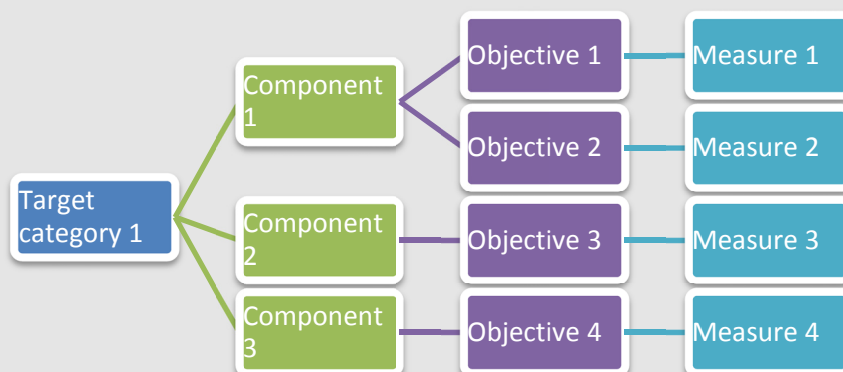 Objective 1
Measure 1
Component
1
Objective 2
Measure 2
Target
category 1
Component
2
Objective 3
Measure 3
Component
3
Objective 4
Measure 4